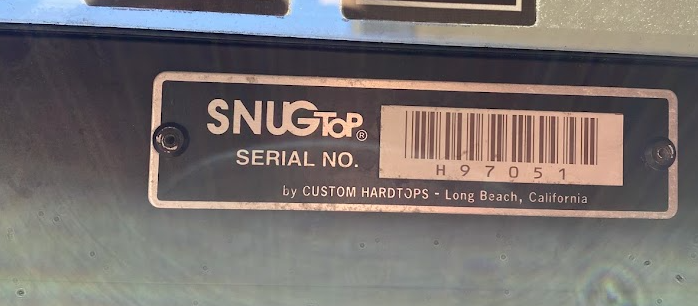 SNUGTOP®
SERIAL NO.
H97051
by CUSTOM HARDTOPS - Long Beach, California